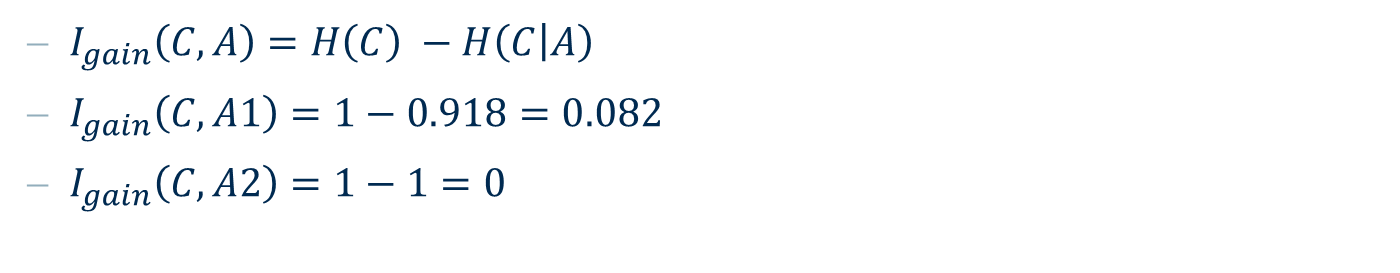 – I_gain(C, A) = H(C) – H(C|A)
– I_gain(C, A1) = 1 − 0.918 = 0.082
– I_gain(C, A2) = 1 − 1 = 0